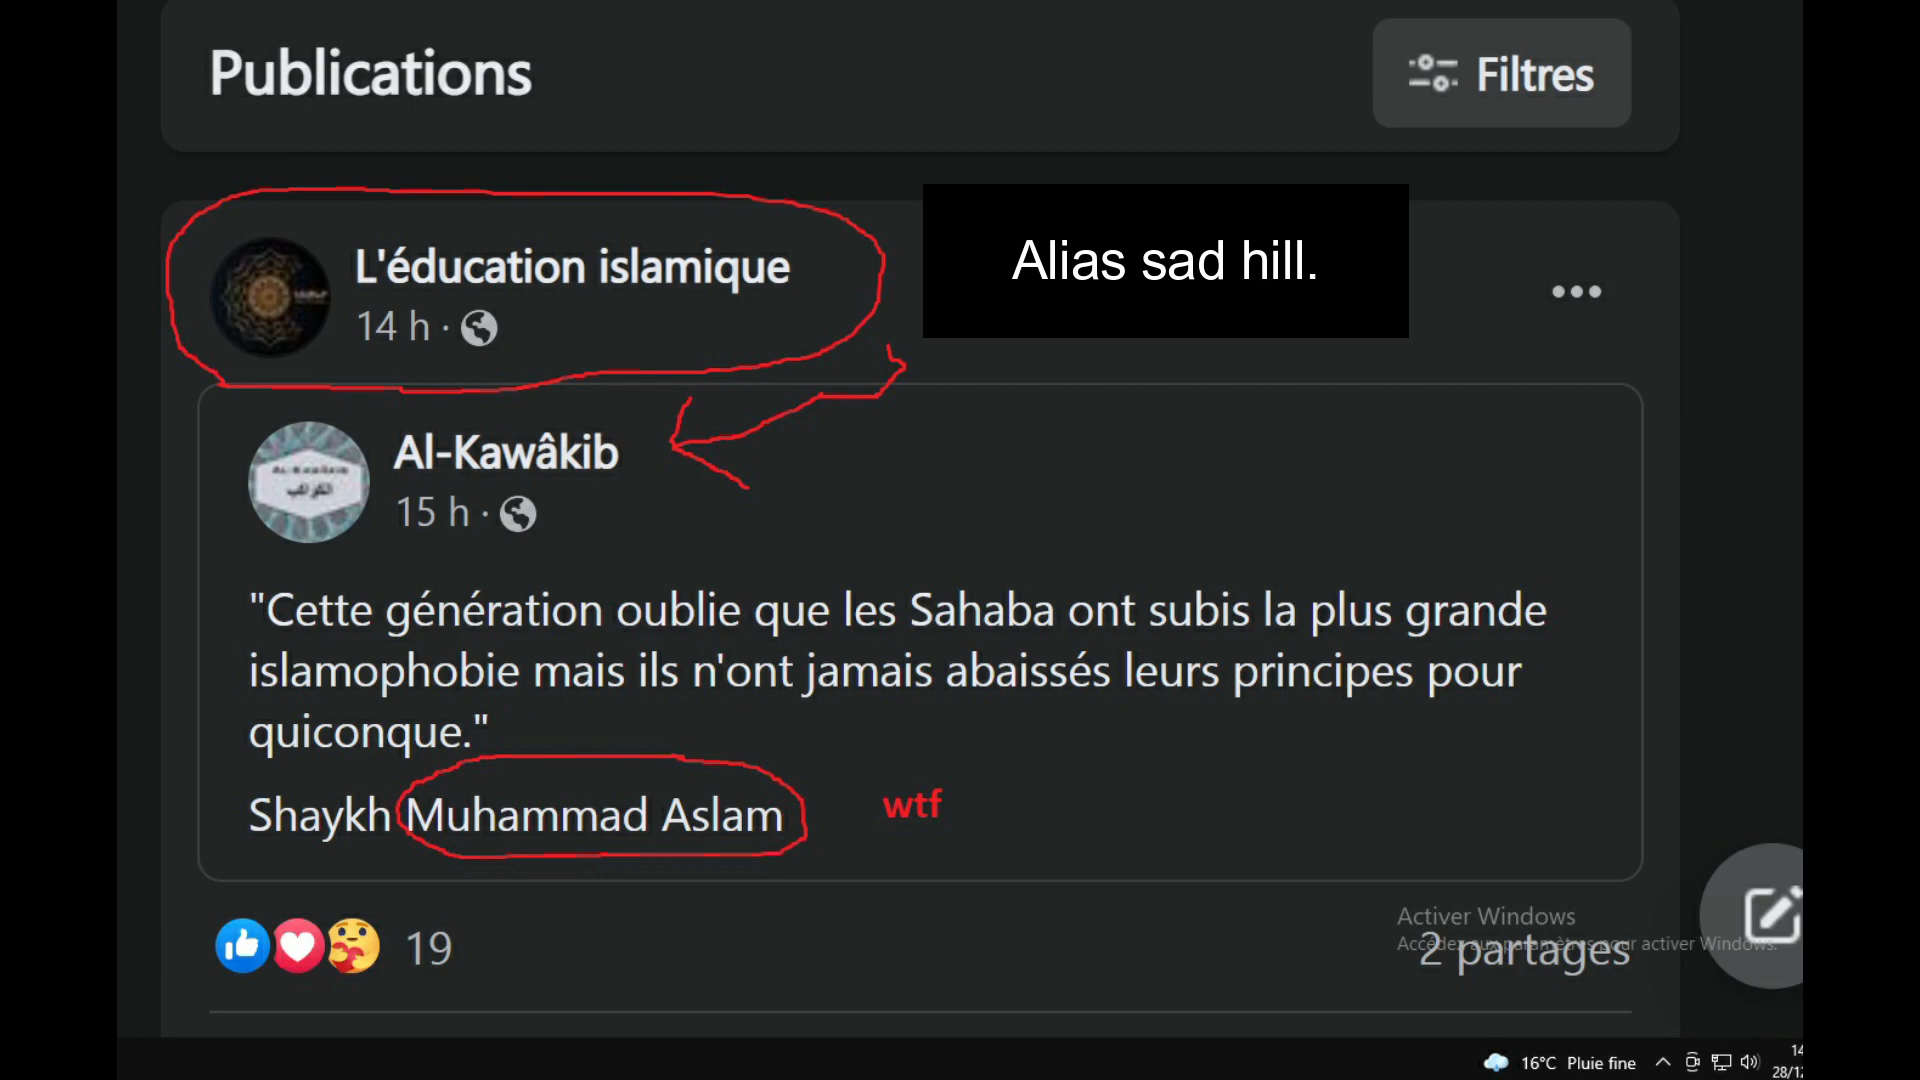 Publications
Filtres
L'éducation islamique
14 h ·
Alias sad hill.
Al-Kawâkib
15 h ·
"Cette génération oublie que les Sahaba ont subis la plus grande
islamophobie mais ils n'ont jamais abaissés leurs principes pour
quiconque."
Shaykh Muhammad Aslam
wtf
19
2 partages
Activer Windows
Accédez aux paramètres pour activer Windows.
16°C Pluie fine